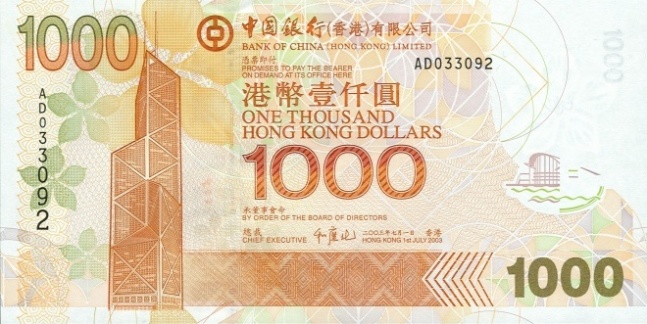 1000
中國銀行(香港)有限公司
BANK OF CHINA (HONG KONG) LIMITED
憑票即付
PROMISES TO PAY THE BEARER
ON DEMAND AT ITS OFFICE HERE
AD033092
港幣壹仟圓
ONE THOUSAND
HONG KONG DOLLARS
1000
承董事會命
BY ORDER OF THE BOARD OF DIRECTORS
總裁
CHIEF EXECUTIVE
二〇〇三年七月一日
HONG KONG 1st JULY 2003
香港
AD033092
1000
1000